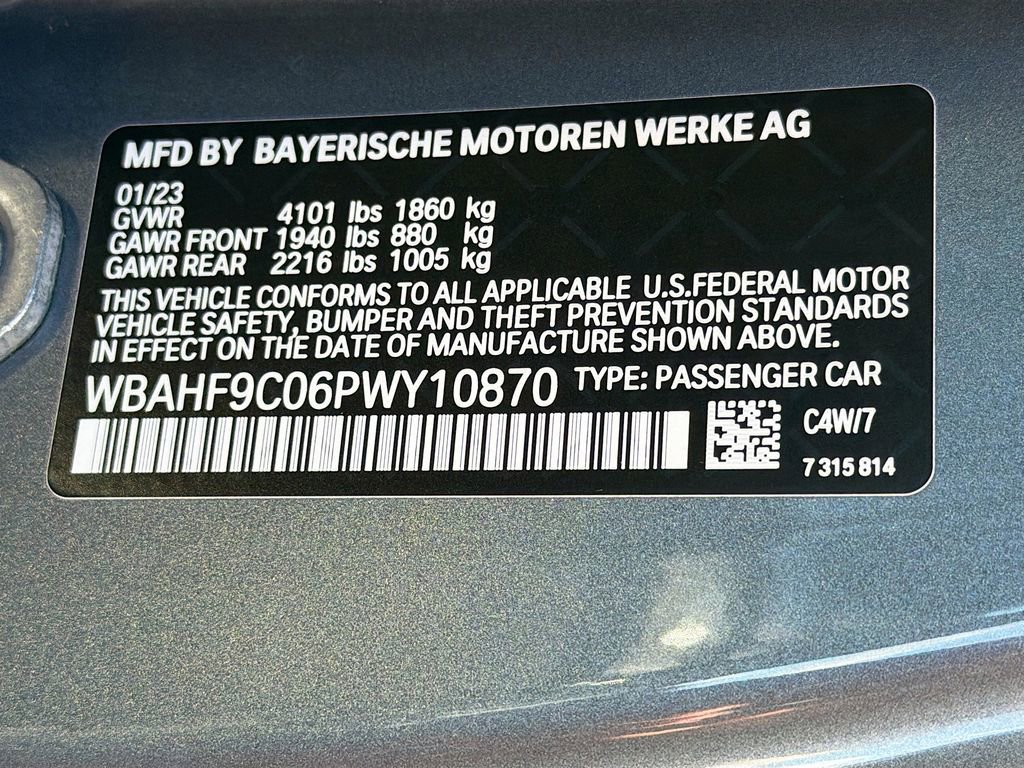 MFD BY BAYERISCHE MOTOREN WERKE AG
01/23
GVWR 4101 lbs 1860 kg
GAWR FRONT 1940 lbs 880 kg
GAWR REAR 2216 lbs 1005 kg
THIS VEHICLE CONFORMS TO ALL APPLICABLE U.S.FEDERAL MOTOR
VEHICLE SAFETY, BUMPER AND THEFT PREVENTION STANDARDS
IN EFFECT ON THE DATE OF MANUFACTURE SHOWN ABOVE.
WBAHF9C06PWY10870 TYPE: PASSENGER CAR
C4W/7
7 315 814